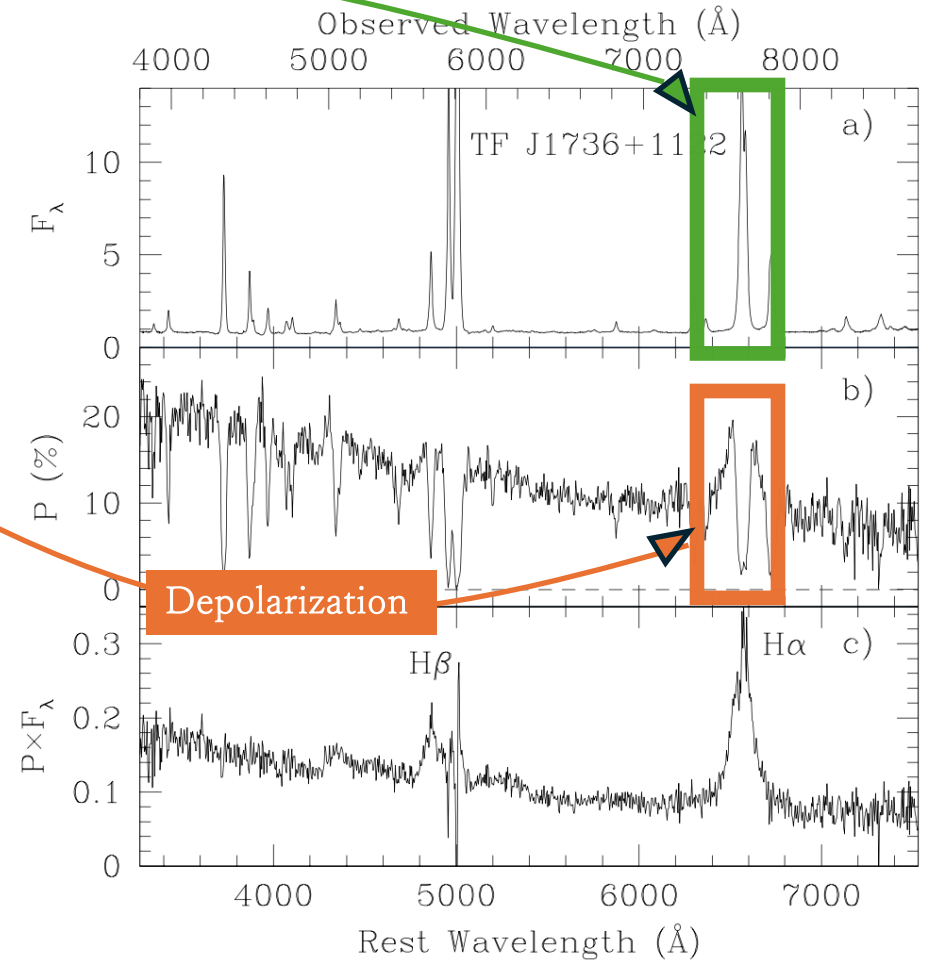 Observed Wavelength (Å)
4000 5000 6000 7000 8000
a)
TF J1736+1122
10
5
0
F λ
b)
20
10
0
P (%)
Depolarization
Hβ
Hα c)
0.3
0.2
0.1
0
P×F λ
4000 5000 6000 7000
Rest Wavelength (Å)